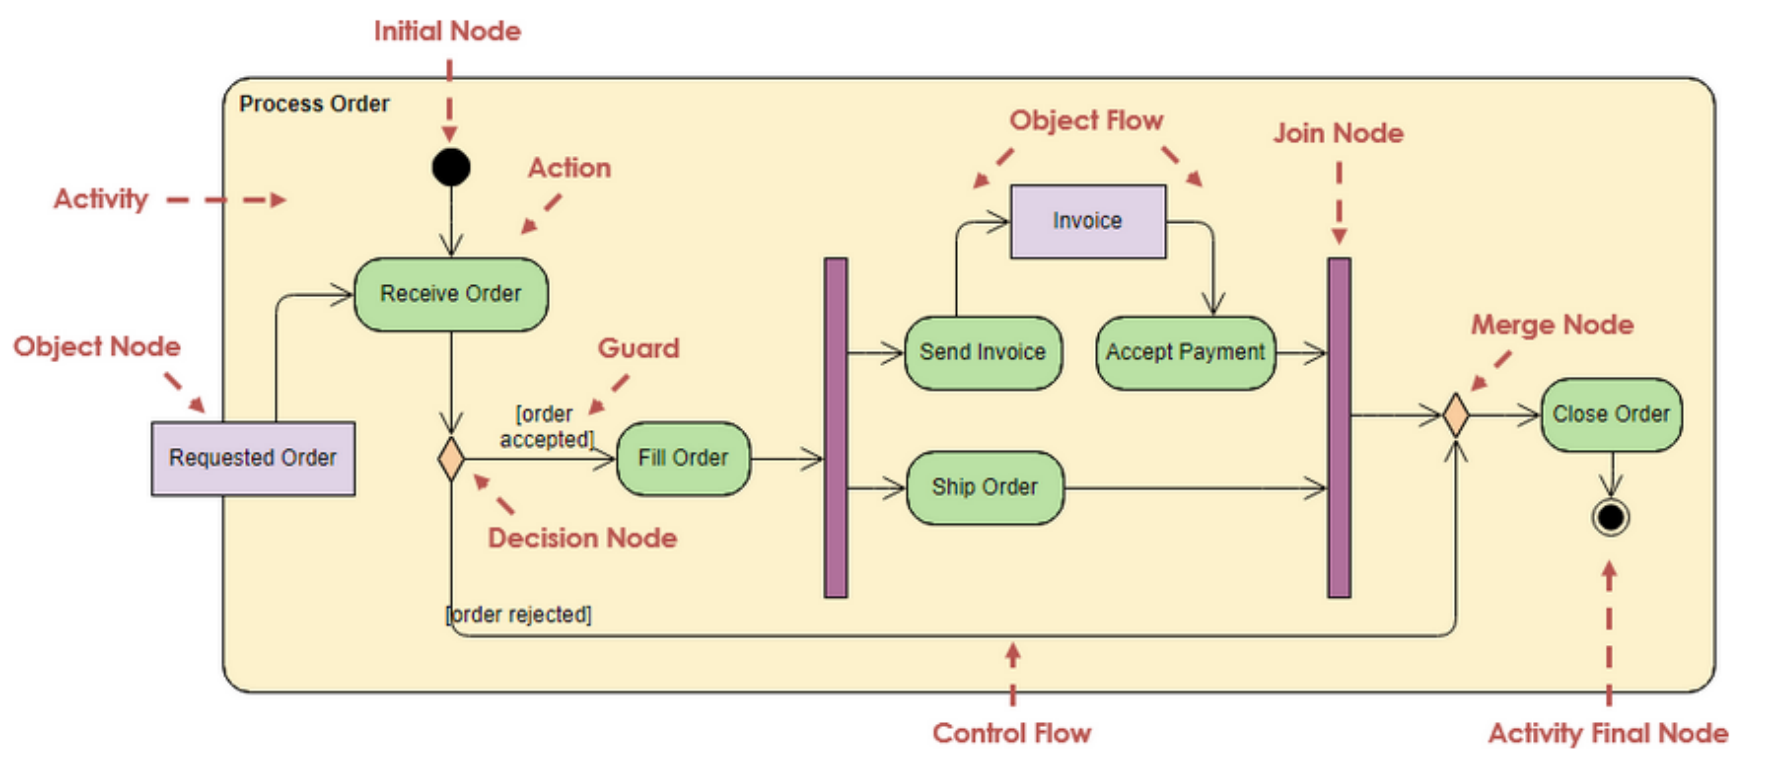 Initial Node
Process Order
Object Flow
Join Node
Action
Activity
Invoice
Receive Order
Merge Node
Object Node
Guard
Send Invoice
Accept Payment
[order
accepted]
Close Order
Requested Order
Fill Order
Ship Order
Decision Node
[order rejected]
Control Flow
Activity Final Node